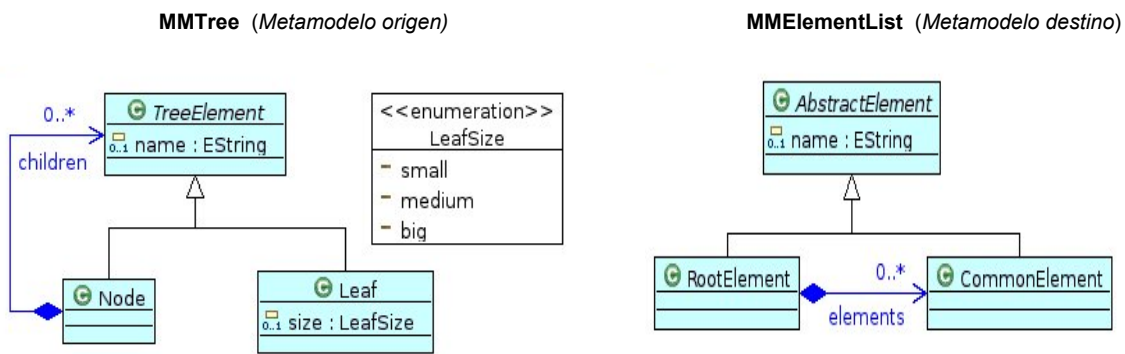 MMTree (Metamodelo origen)
MMElementList (Metamodelo destino)
0..*
children
G TreeElement
0..1 name : EString
<<enumeration>>
LeafSize
small
medium
big
G Node
G Leaf
0..1 size : LeafSize
G AbstractElement
0..1 name : EString
G RootElement
0..*
elements
G CommonElement